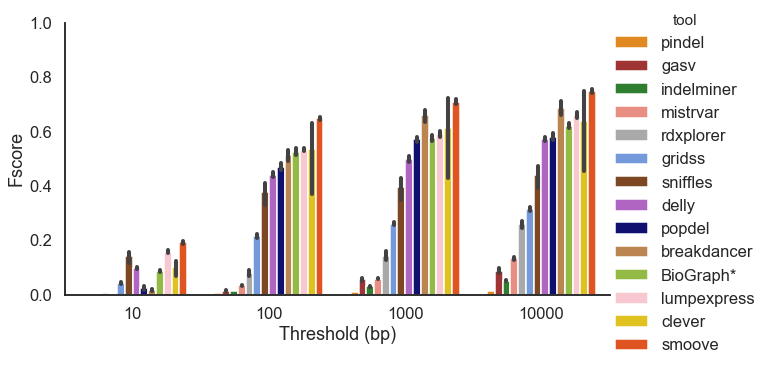 tool
1.0
0.8
0.6
0.4
0.2
0.0
Fscore
10
100
1000
10000
Threshold (bp)
pindel
gasv
indelminer
mistrvar
rdxplorer
gridss
sniffles
delly
popdel
breakdancer
BioGraph*
lumpexpress
clever
smoove